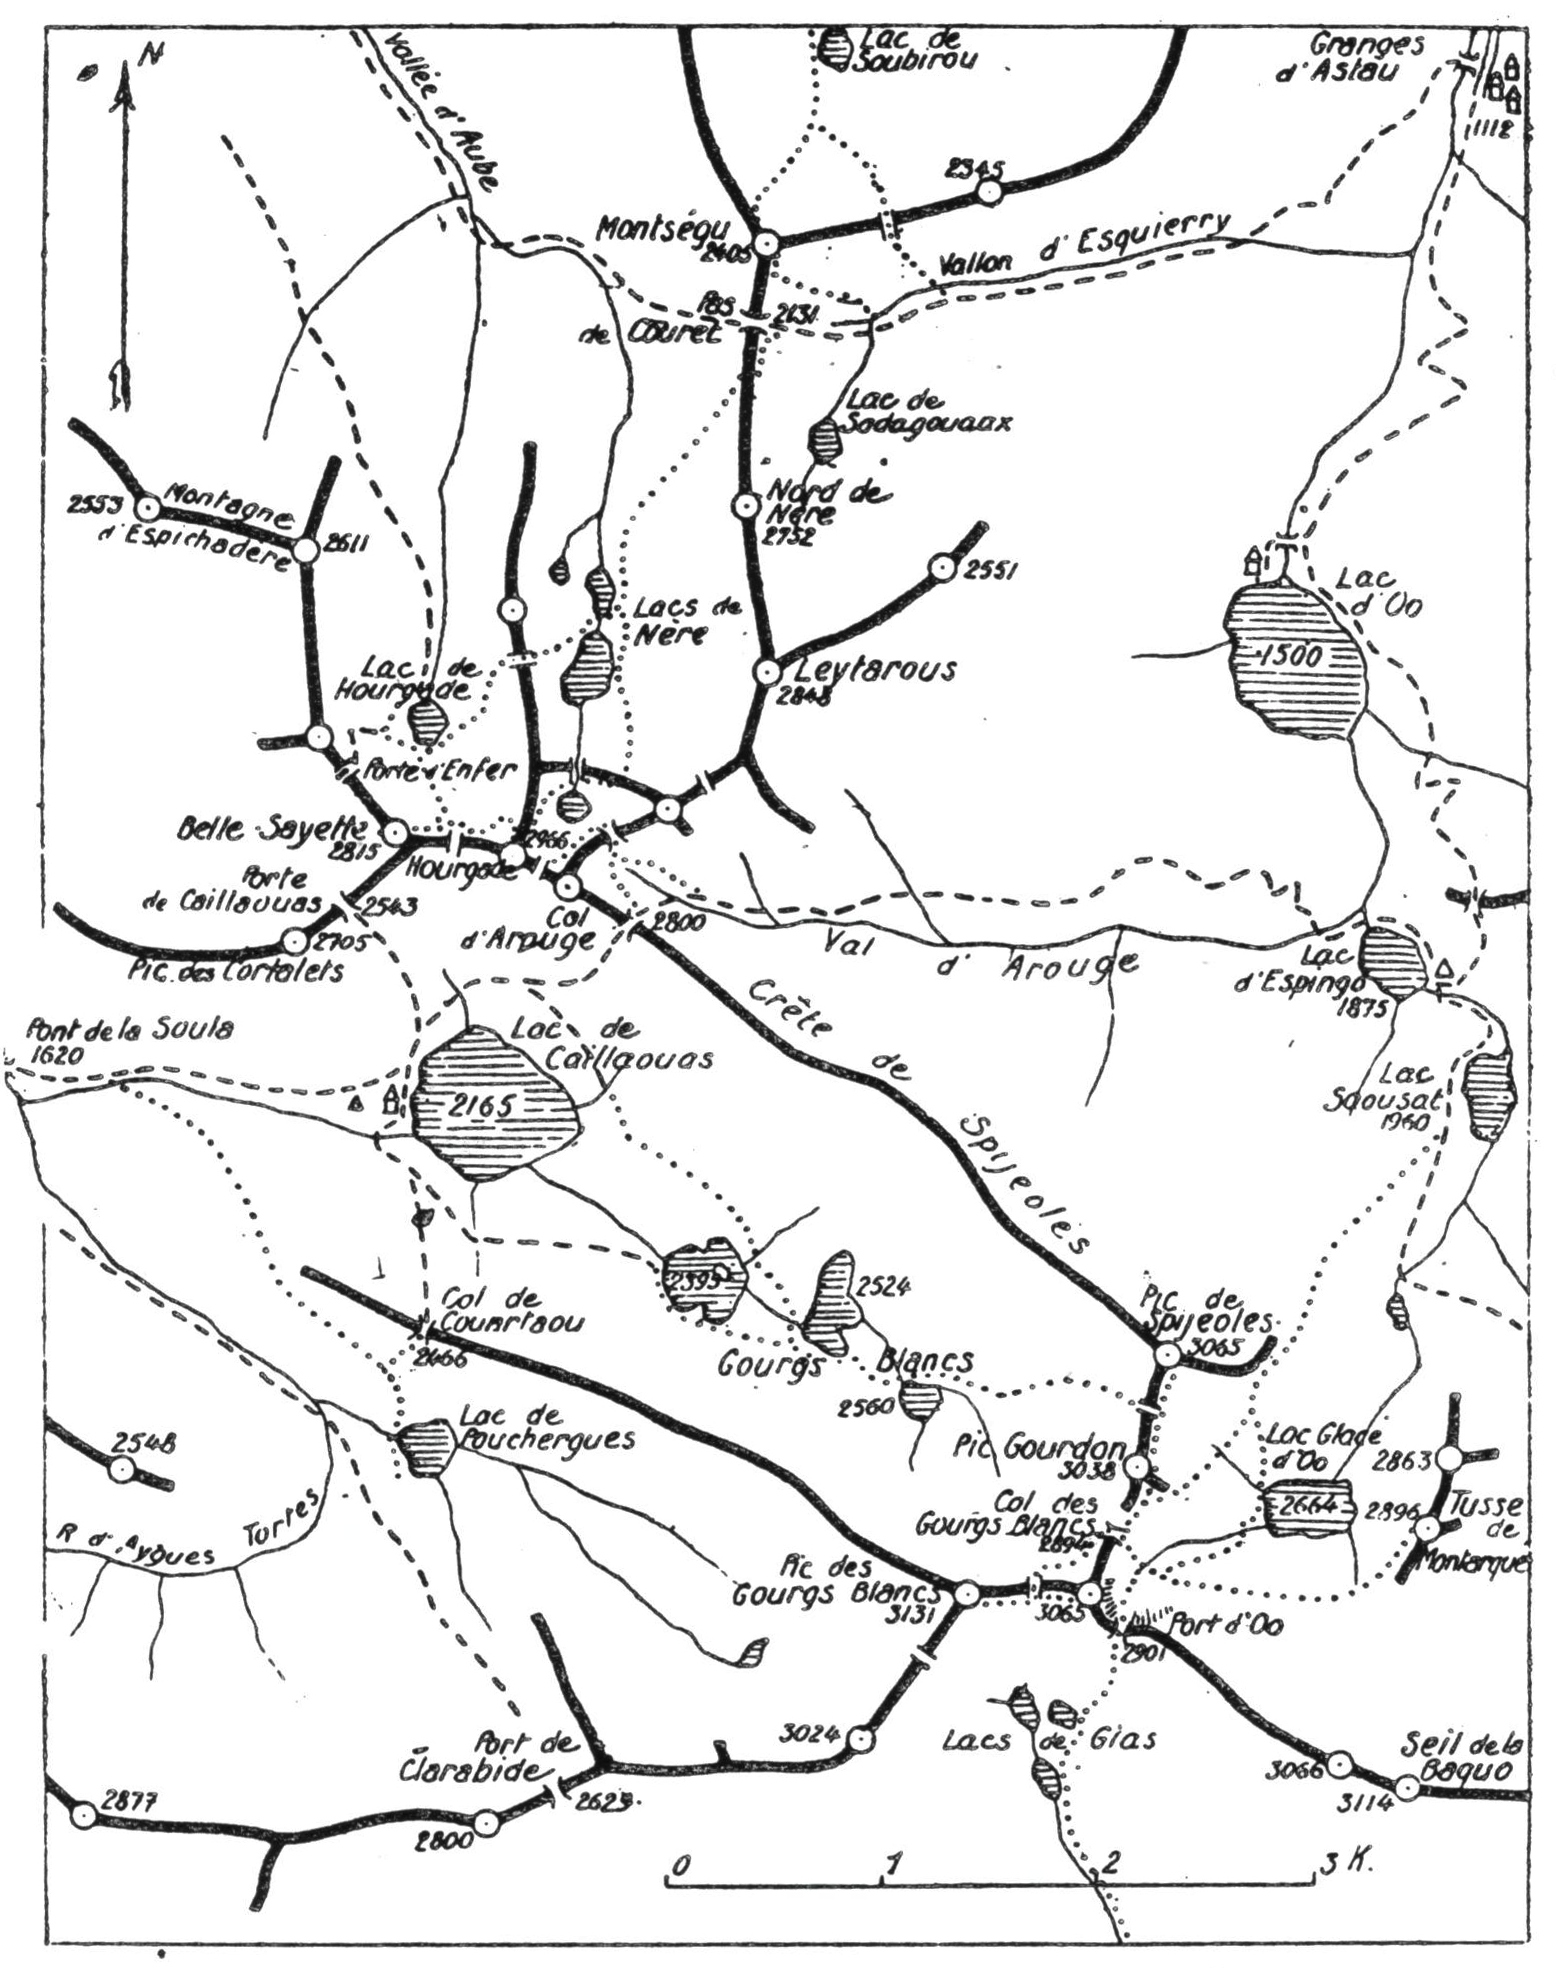 N
Vallée d'Aube
Lac de
Soubirou
Granges
d'Astau
1112
2345
Montségu
2405
Vallon d'Esquierry
Pas 2131
de Couret
Lac de
Sodagouaax
2553
Montagne
d'Espichadère
2611
Nord de
Nère
2752
2551
Lac
d'Oo
1500
Lacs de
Nère
Lac de
Hourgade
Leytarous
2848
Porte d'Enfer
Belle Sayette
2815
2966
Hourgade
Porte
de Caillaouas
2543
2705
Pic des Cortalets
Col
d'Arouge
2800
Val d'Arouge
Lac
d'Espingo
1875
Crête de Spijeoles
Pont de la Soula
1620
Lac de
Caillaouas
2165
Lac
Saousat
1960
2395
2524
Gourgs Blancs
2560
Col de
Courtaou
2466
Pic de
Spijeoles
3065
Lac de
Pouchergues
2548
Pic Gourdon
3038
Lac Glacé
d'Oo
2664
2863
2896
Tusse
de
Montarqué
Col des
Gourgs Blancs
2894
R d'Aygues Tortes
Pic des
Gourgs Blancs
3131
3065
Port d'Oo
2901
Lacs de Gias
3024
Port de
Clarabide
2629
2877
2800
3066
Seil de la
Baquo
3114
0 1 2 3 K.